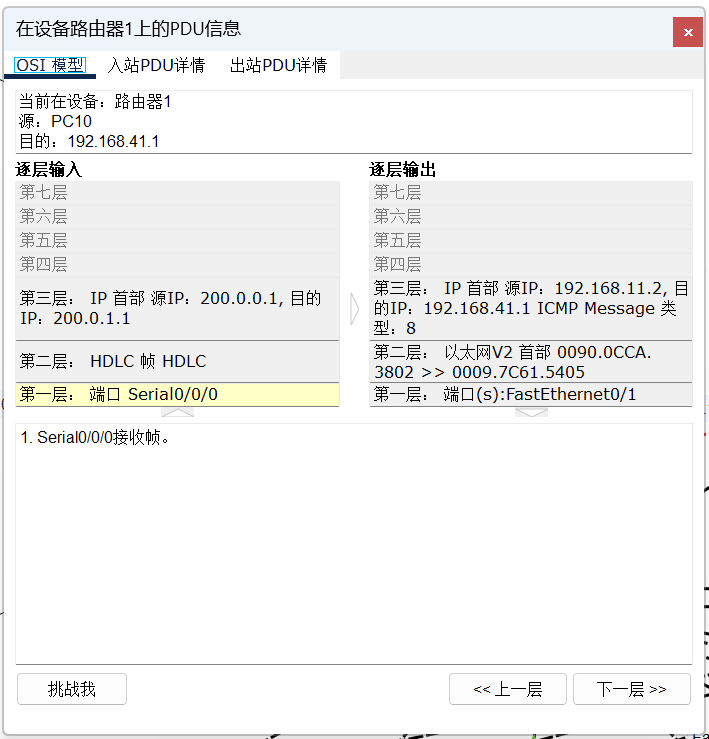 在设备路由器1上的PDU信息
×
OSI 模型 入站PDU详情 出站PDU详情
当前在设备：路由器1
源：PC10
目的：192.168.41.1
逐层输入
第七层
第六层
第五层
第四层
第三层： IP 首部 源IP：200.0.0.1, 目的
IP：200.0.1.1
第二层： HDLC 帧 HDLC
第一层： 端口 Serial0/0/0
逐层输出
第七层
第六层
第五层
第四层
第三层： IP 首部 源IP：192.168.11.2, 目
的IP：192.168.41.1 ICMP Message 类
型：8
第二层： 以太网V2 首部 0090.0CCA.
3802 >> 0009.7C61.5405
第一层： 端口(s):FastEthernet0/1
1. Serial0/0/0接收帧。
挑战我
<< 上一层
下一层 >>